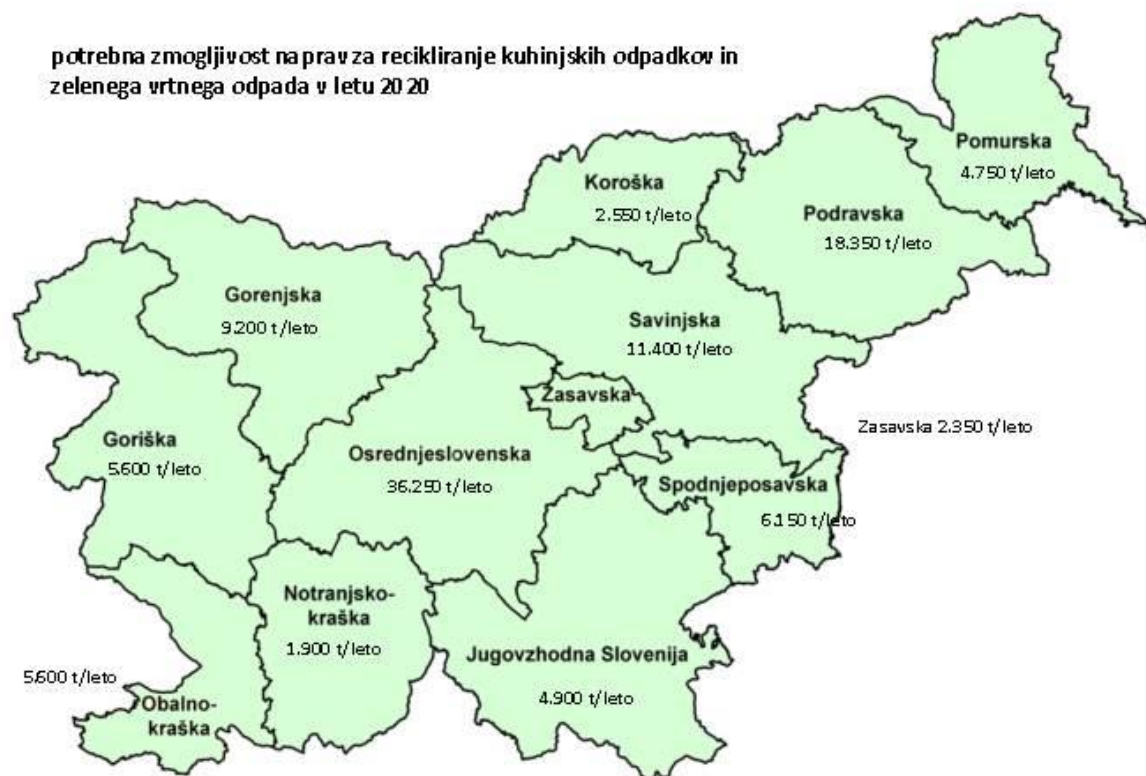 potrebna zmogljivost naprav za recikliranje kuhinjskih odpadkov in
zelenega vrtnega odpada v letu 2020
Pomurska
4.750 t/leto
Koroška
2.550 t/leto
Podravska
18.350 t/leto
Gorenjska
9.200 t/leto
Savinjska
11.400 t/leto
Zasavska
Zasavska 2.350 t/leto
Goriška
5.600 t/leto
Osrednjeslovenska
36.250 t/leto
Spodnjeposavska
6.150 t/leto
Notranjsko-
kraška
1.900 t/leto
Jugovzhodna Slovenija
4.900 t/leto
5.600 t/leto
Obalno-
kraška